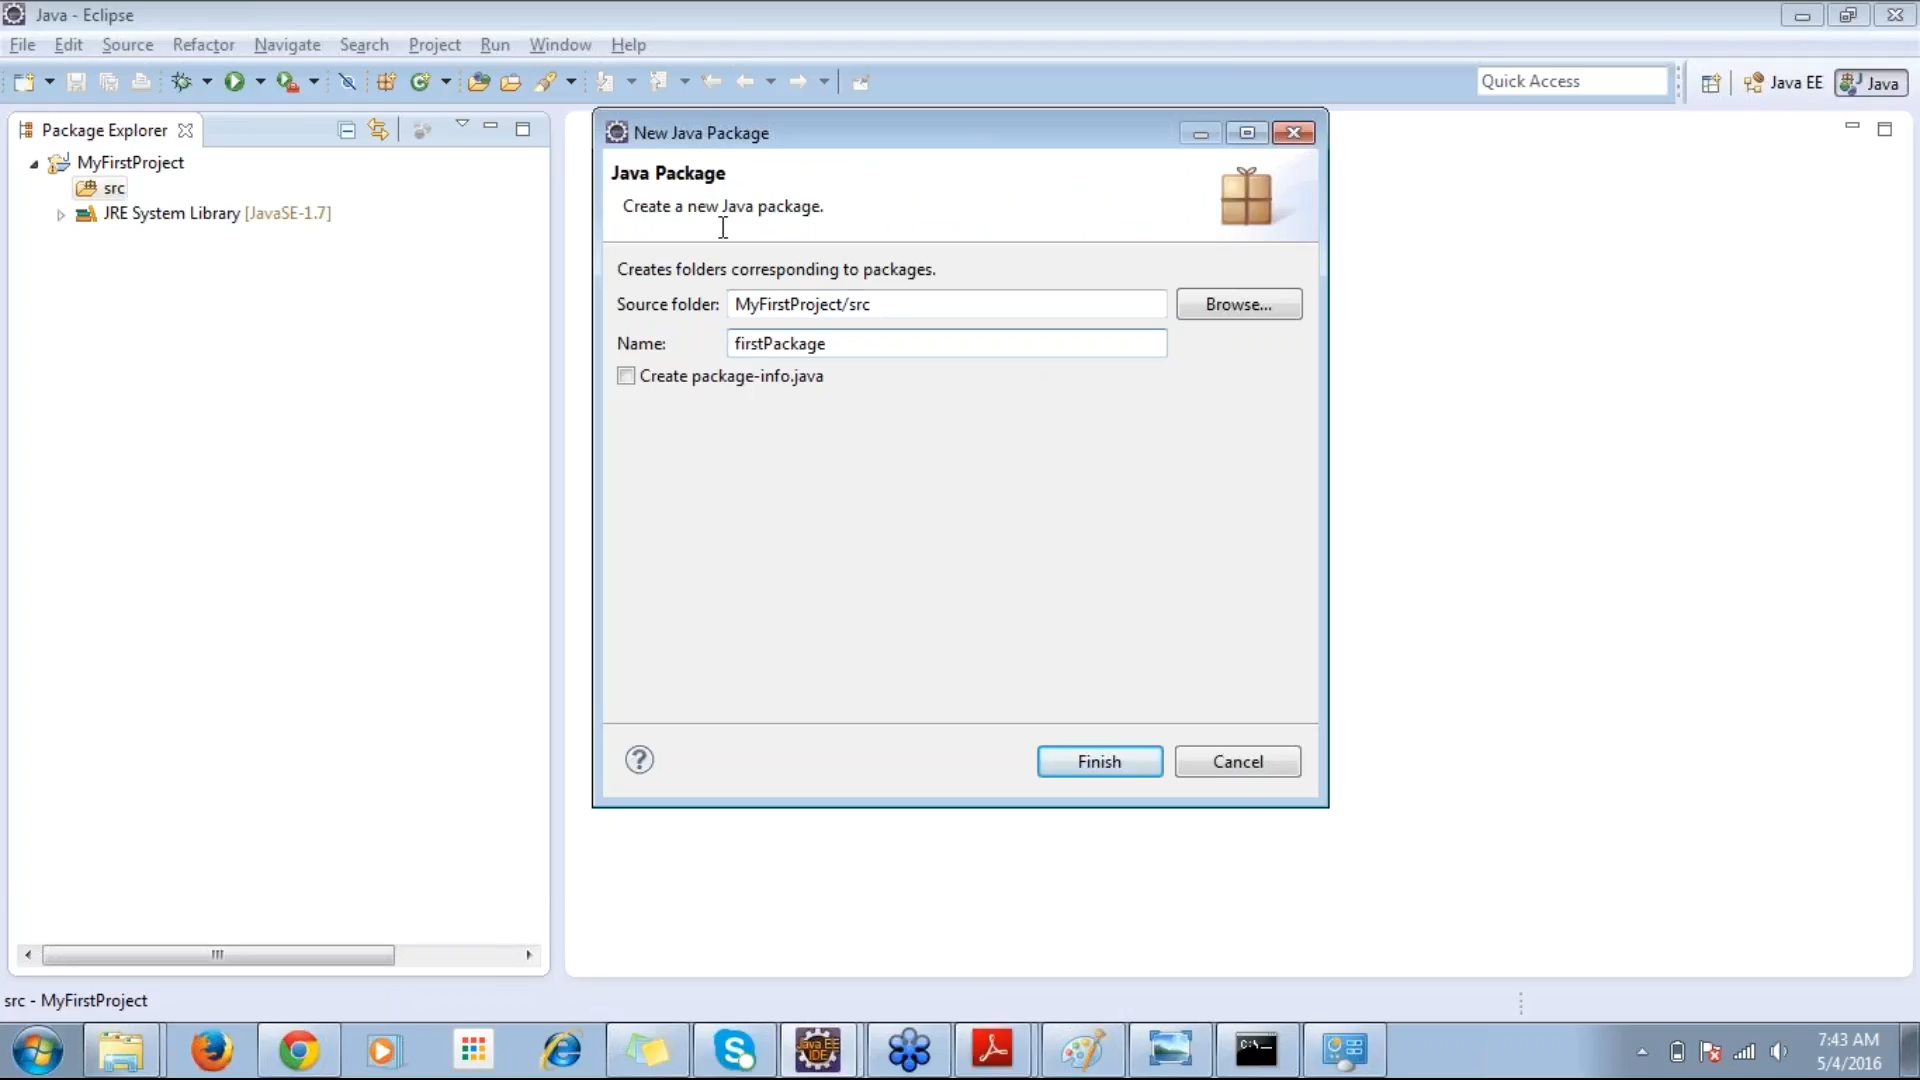 Java - Eclipse
File Edit Source Refactor Navigate Search Project Run Window Help
Quick Access
Java EE
Java
Package Explorer
MyFirstProject
src
JRE System Library [JavaSE-1.7]
New Java Package
Java Package
Create a new Java package.
Creates folders corresponding to packages.
Source folder: MyFirstProject/src Browse...
Name: firstPackage
Create package-info.java
Finish Cancel
src - MyFirstProject
Java EE
IDE
C:\_
7:43 AM
5/4/2016